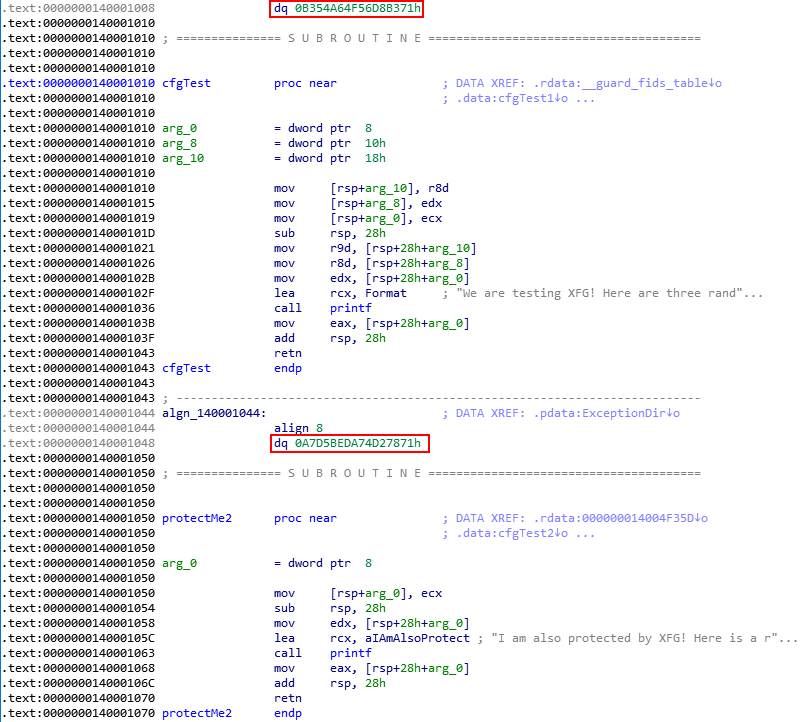 .text:0000000140001008 dq 0B354A64F56D8B371h
.text:0000000140001010
.text:0000000140001010 ; =============== S U B R O U T I N E =======================================
.text:0000000140001010
.text:0000000140001010
.text:0000000140001010 cfgTest proc near ; DATA XREF: .rdata:__guard_fids_table↓o
.text:0000000140001010 ; .data:cfgTest1↓o ...
.text:0000000140001010
.text:0000000140001010 arg_0 = dword ptr 8
.text:0000000140001010 arg_8 = dword ptr 10h
.text:0000000140001010 arg_10 = dword ptr 18h
.text:0000000140001010
.text:0000000140001010 mov [rsp+arg_10], r8d
.text:0000000140001015 mov [rsp+arg_8], edx
.text:0000000140001019 mov [rsp+arg_0], ecx
.text:000000014000101D sub rsp, 28h
.text:0000000140001021 mov r9d, [rsp+28h+arg_10]
.text:0000000140001026 mov r8d, [rsp+28h+arg_8]
.text:000000014000102B mov edx, [rsp+28h+arg_0]
.text:000000014000102F lea rcx, Format ; "We are testing XFG! Here are three rand"...
.text:0000000140001036 call printf
.text:000000014000103B mov eax, [rsp+28h+arg_0]
.text:000000014000103F add rsp, 28h
.text:0000000140001043 retn
.text:0000000140001043 cfgTest endp
.text:0000000140001043
.text:0000000140001043 ; ---------------------------------------------------------------------------
.text:0000000140001044 algn_140001044: ; DATA XREF: .pdata:ExceptionDir↓o
.text:0000000140001044 align 8
.text:0000000140001048 dq 0A7D5BEDA74D27871h
.text:0000000140001050
.text:0000000140001050 ; =============== S U B R O U T I N E =======================================
.text:0000000140001050
.text:0000000140001050
.text:0000000140001050 protectMe2 proc near ; DATA XREF: .rdata:000000014004F35D↓o
.text:0000000140001050 ; .data:cfgTest2↓o ...
.text:0000000140001050
.text:0000000140001050 arg_0 = dword ptr 8
.text:0000000140001050
.text:0000000140001050 mov [rsp+arg_0], ecx
.text:0000000140001054 sub rsp, 28h
.text:0000000140001058 mov edx, [rsp+28h+arg_0]
.text:000000014000105C lea rcx, aIAmAlsoProtect ; "I am also protected by XFG! Here is a r"...
.text:0000000140001063 call printf
.text:0000000140001068 mov eax, [rsp+28h+arg_0]
.text:000000014000106C add rsp, 28h
.text:0000000140001070 retn
.text:0000000140001070 protectMe2 endp